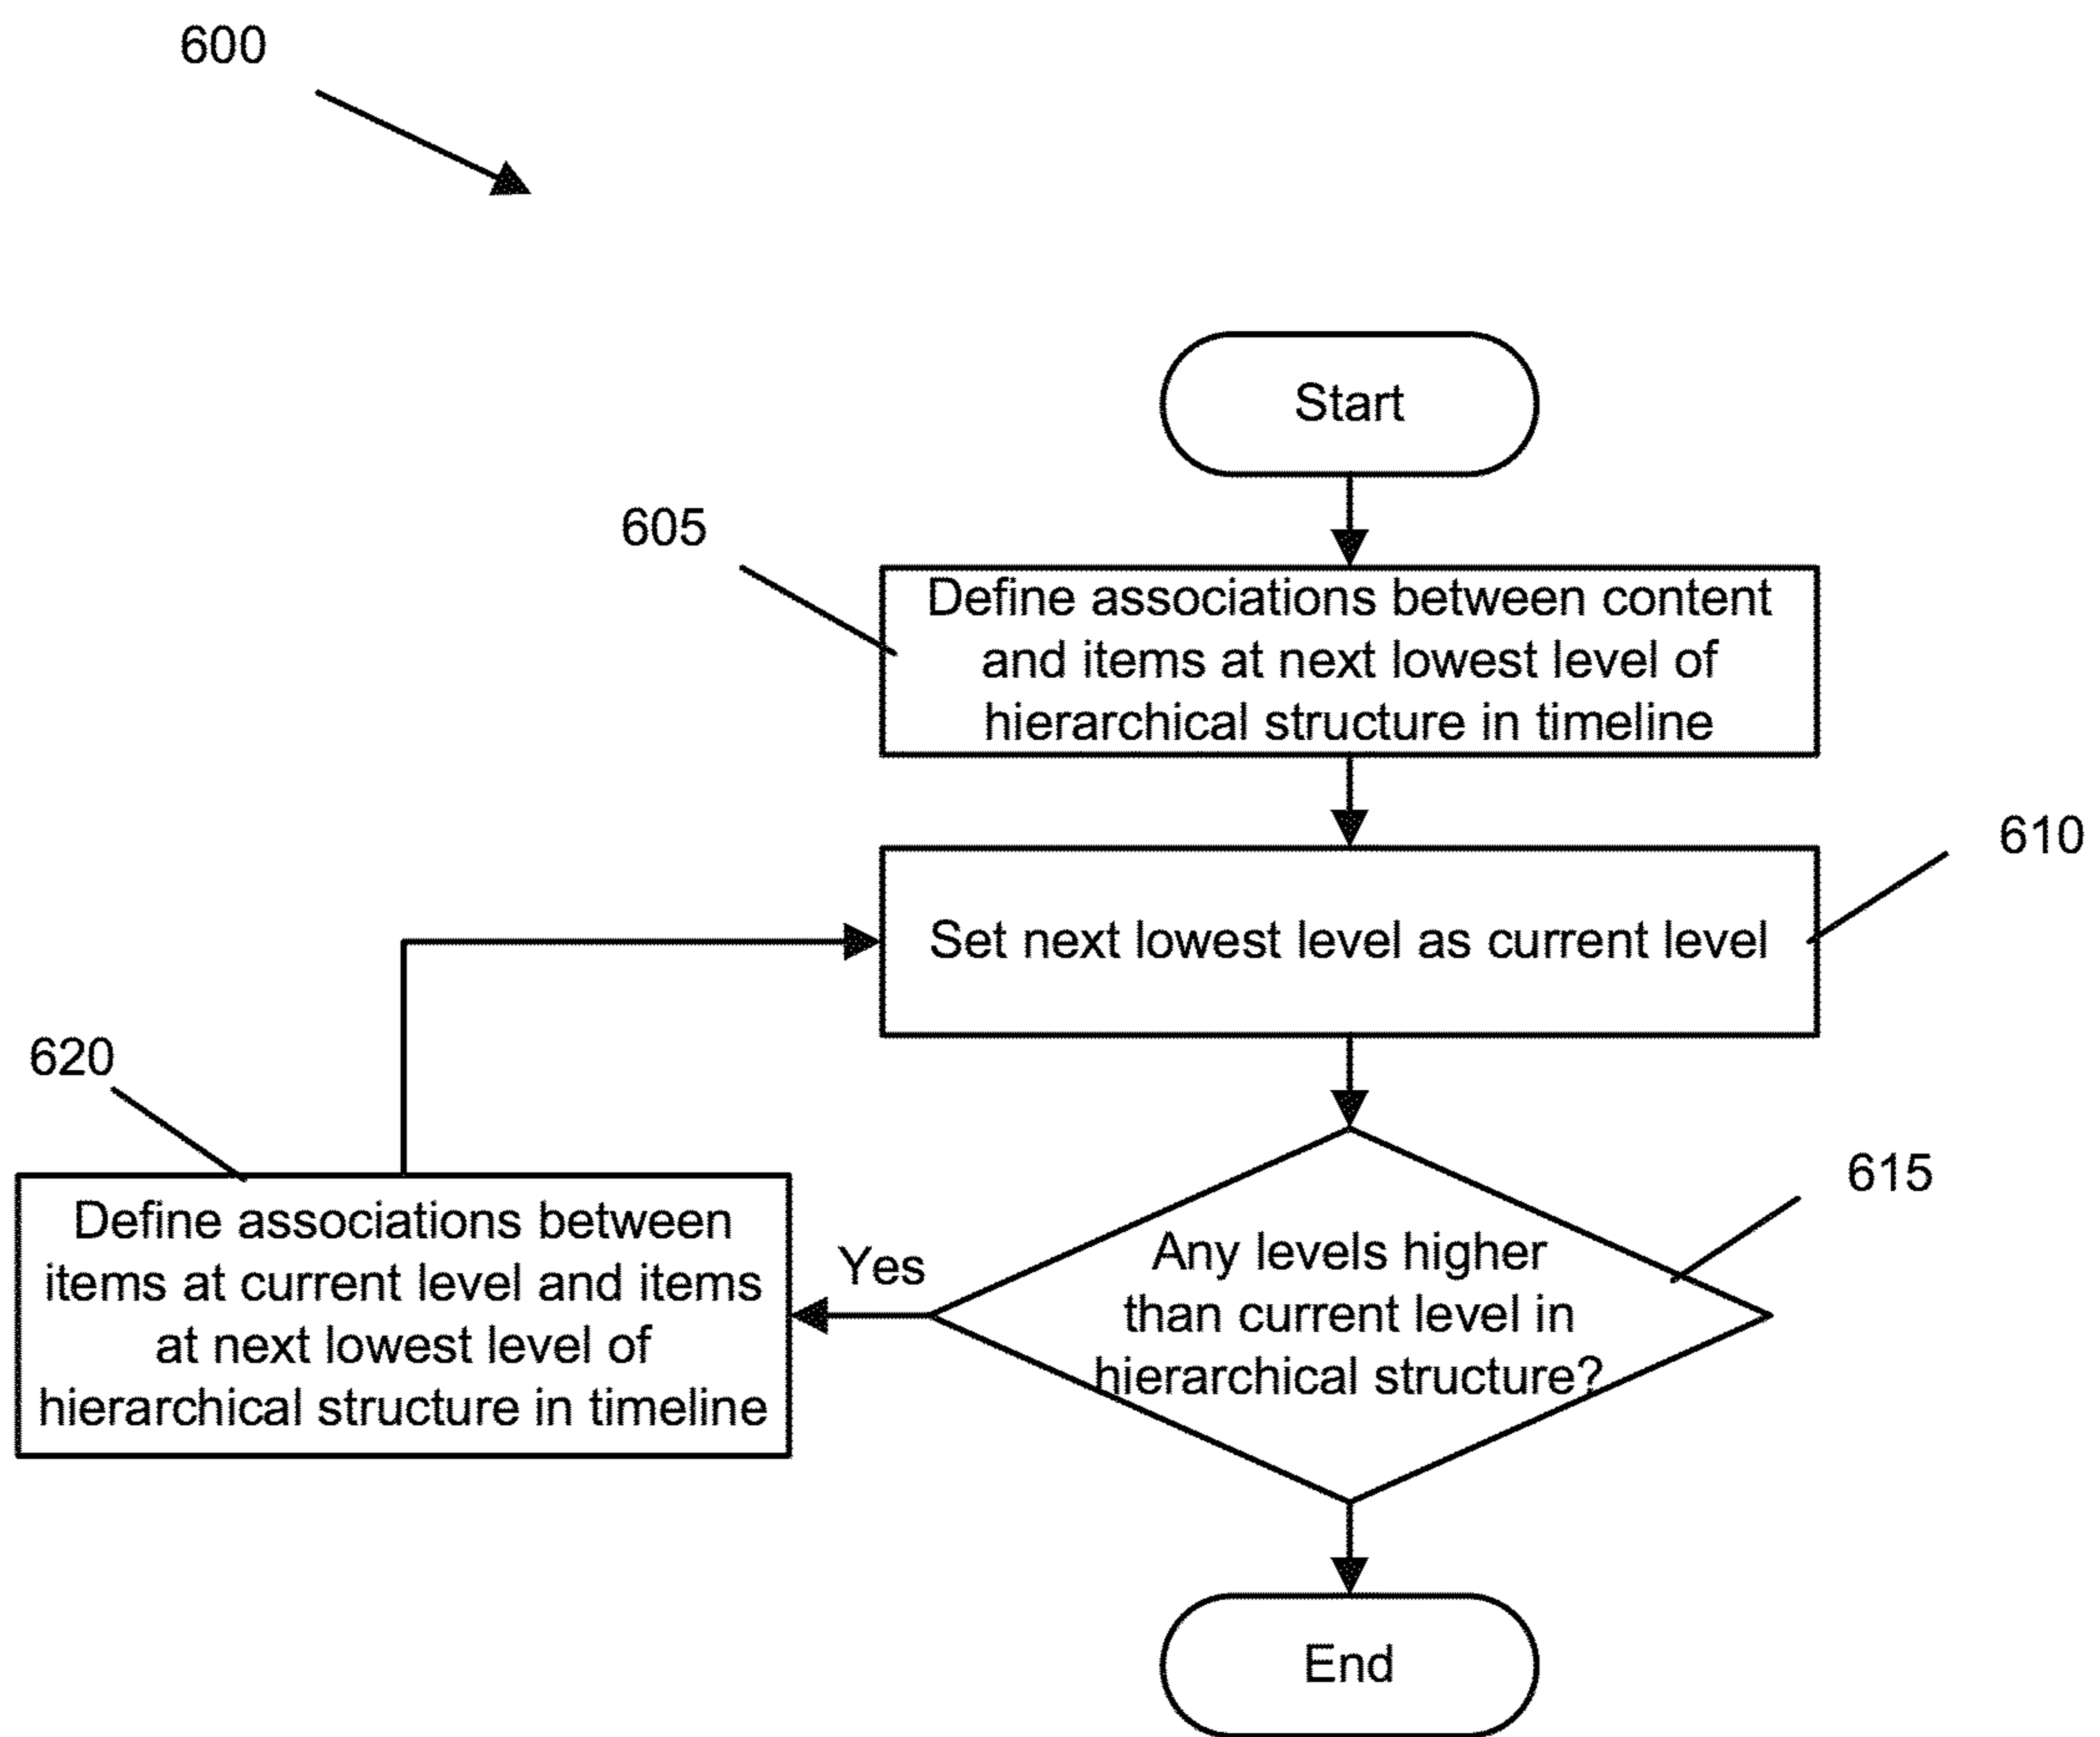 600
Start
605
Define associations between content
and items at next lowest level of
hierarchical structure in timeline
610
Set next lowest level as current level
620
Define associations between
items at current level and items
at next lowest level of
hierarchical structure in timeline
Yes
615
Any levels higher
than current level in
hierarchical structure?
End